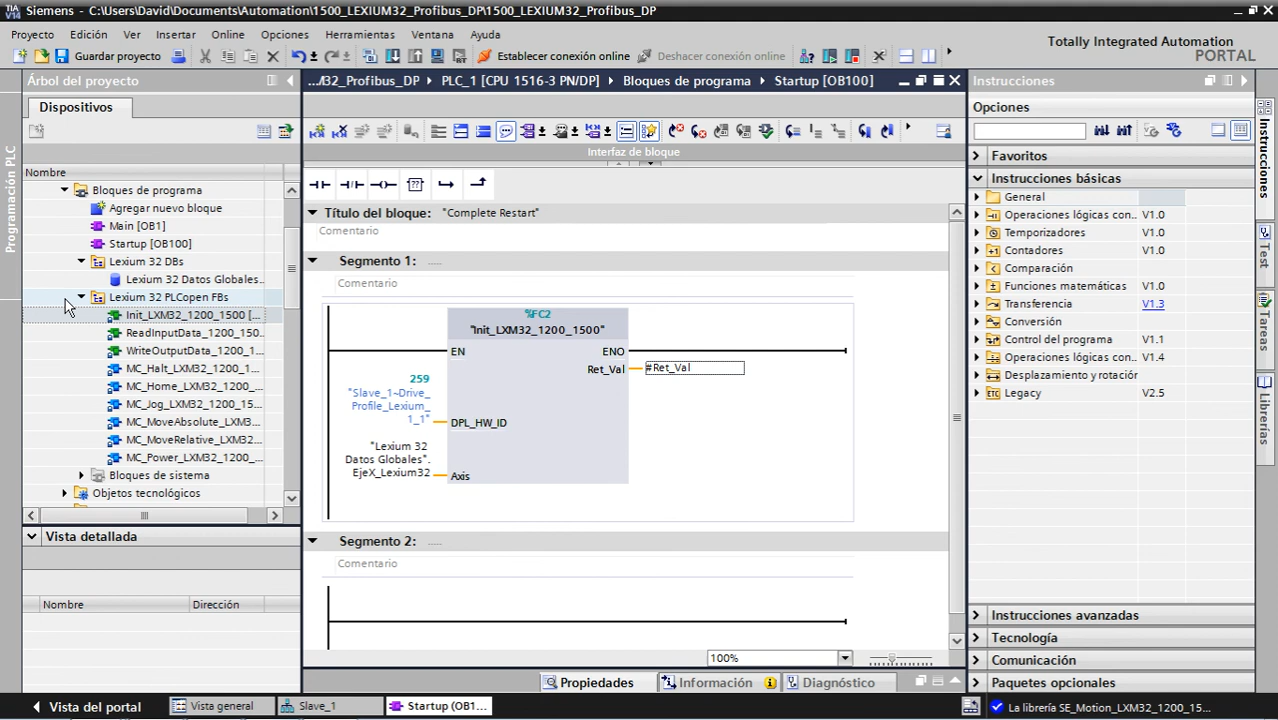 Siemens - C:\Users\David\Documents\Automation\1500_LEXIUM32_Profibus_DP\1500_LEXIUM32_Profibus_DP
Proyecto Edición Ver Insertar Online Opciones Herramientas Ventana Ayuda
Totally Integrated Automation
PORTAL
Guardar proyecto
Establecer conexión online
Deshacer conexión online
Árbol del proyecto
...M32_Profibus_DP PLC_1 [CPU 1516-3 PN/DP] Bloques de programa Startup [OB100]
Instrucciones
Dispositivos
Opciones
Programación PLC
Interfaz de bloque
Nombre
Bloques de programa
Agregar nuevo bloque
Main [OB1]
Startup [OB100]
Lexium 32 DBs
Lexium 32 Datos Globales...
Lexium 32 PLCopen FBs
Init_LXM32_1200_1500 [...
ReadInputData_1200_150...
WriteOutputData_1200_1...
MC_Halt_LXM32_1200_1...
MC_Home_LXM32_1200_...
MC_Jog_LXM32_1200_15...
MC_MoveAbsolute_LXM3...
MC_MoveRelative_LXM32...
MC_Power_LXM32_1200_...
Bloques de sistema
Objetos tecnológicos
Vista detallada
Nombre Dirección
Título del bloque: "Complete Restart"
Comentario
Segmento 1: ....
Comentario
%FC2
"Init_LXM32_1200_1500"
EN ENO
Ret_Val #Ret_Val
259
"Slave_1~Drive_
Profile_Lexium_
1_1"
DPL_HW_ID
"Lexium 32
Datos Globales".
EjeX_Lexium32
Axis
Segmento 2: ....
Comentario
100%
Propiedades Información Diagnóstico
Favoritos
Instrucciones básicas
General
Operaciones lógicas con... V1.0
Temporizadores V1.0
Contadores V1.0
Comparación
Funciones matemáticas V1.0
Transferencia V1.3
Conversión
Control del programa V1.1
Operaciones lógicas con... V1.4
Desplazamiento y rotación
Legacy V2.5
Instrucciones avanzadas
Tecnología
Comunicación
Paquetes opcionales
Instrucciones
Test
Tareas
Librerías
Vista del portal
Vista general
Slave_1
Startup (OB1...
La librería SE_Motion_LXM32_1200_15...